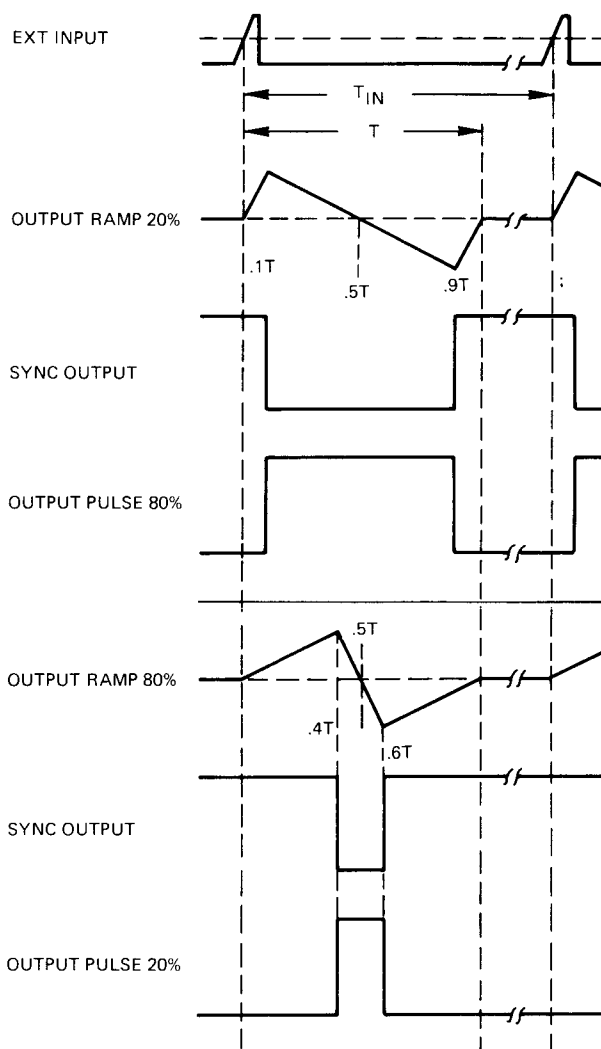 EXT INPUT
T_IN
T
OUTPUT RAMP 20%
.1T
.5T
.9T
SYNC OUTPUT
OUTPUT PULSE 80%
.5T
OUTPUT RAMP 80%
.4T
.6T
SYNC OUTPUT
OUTPUT PULSE 20%